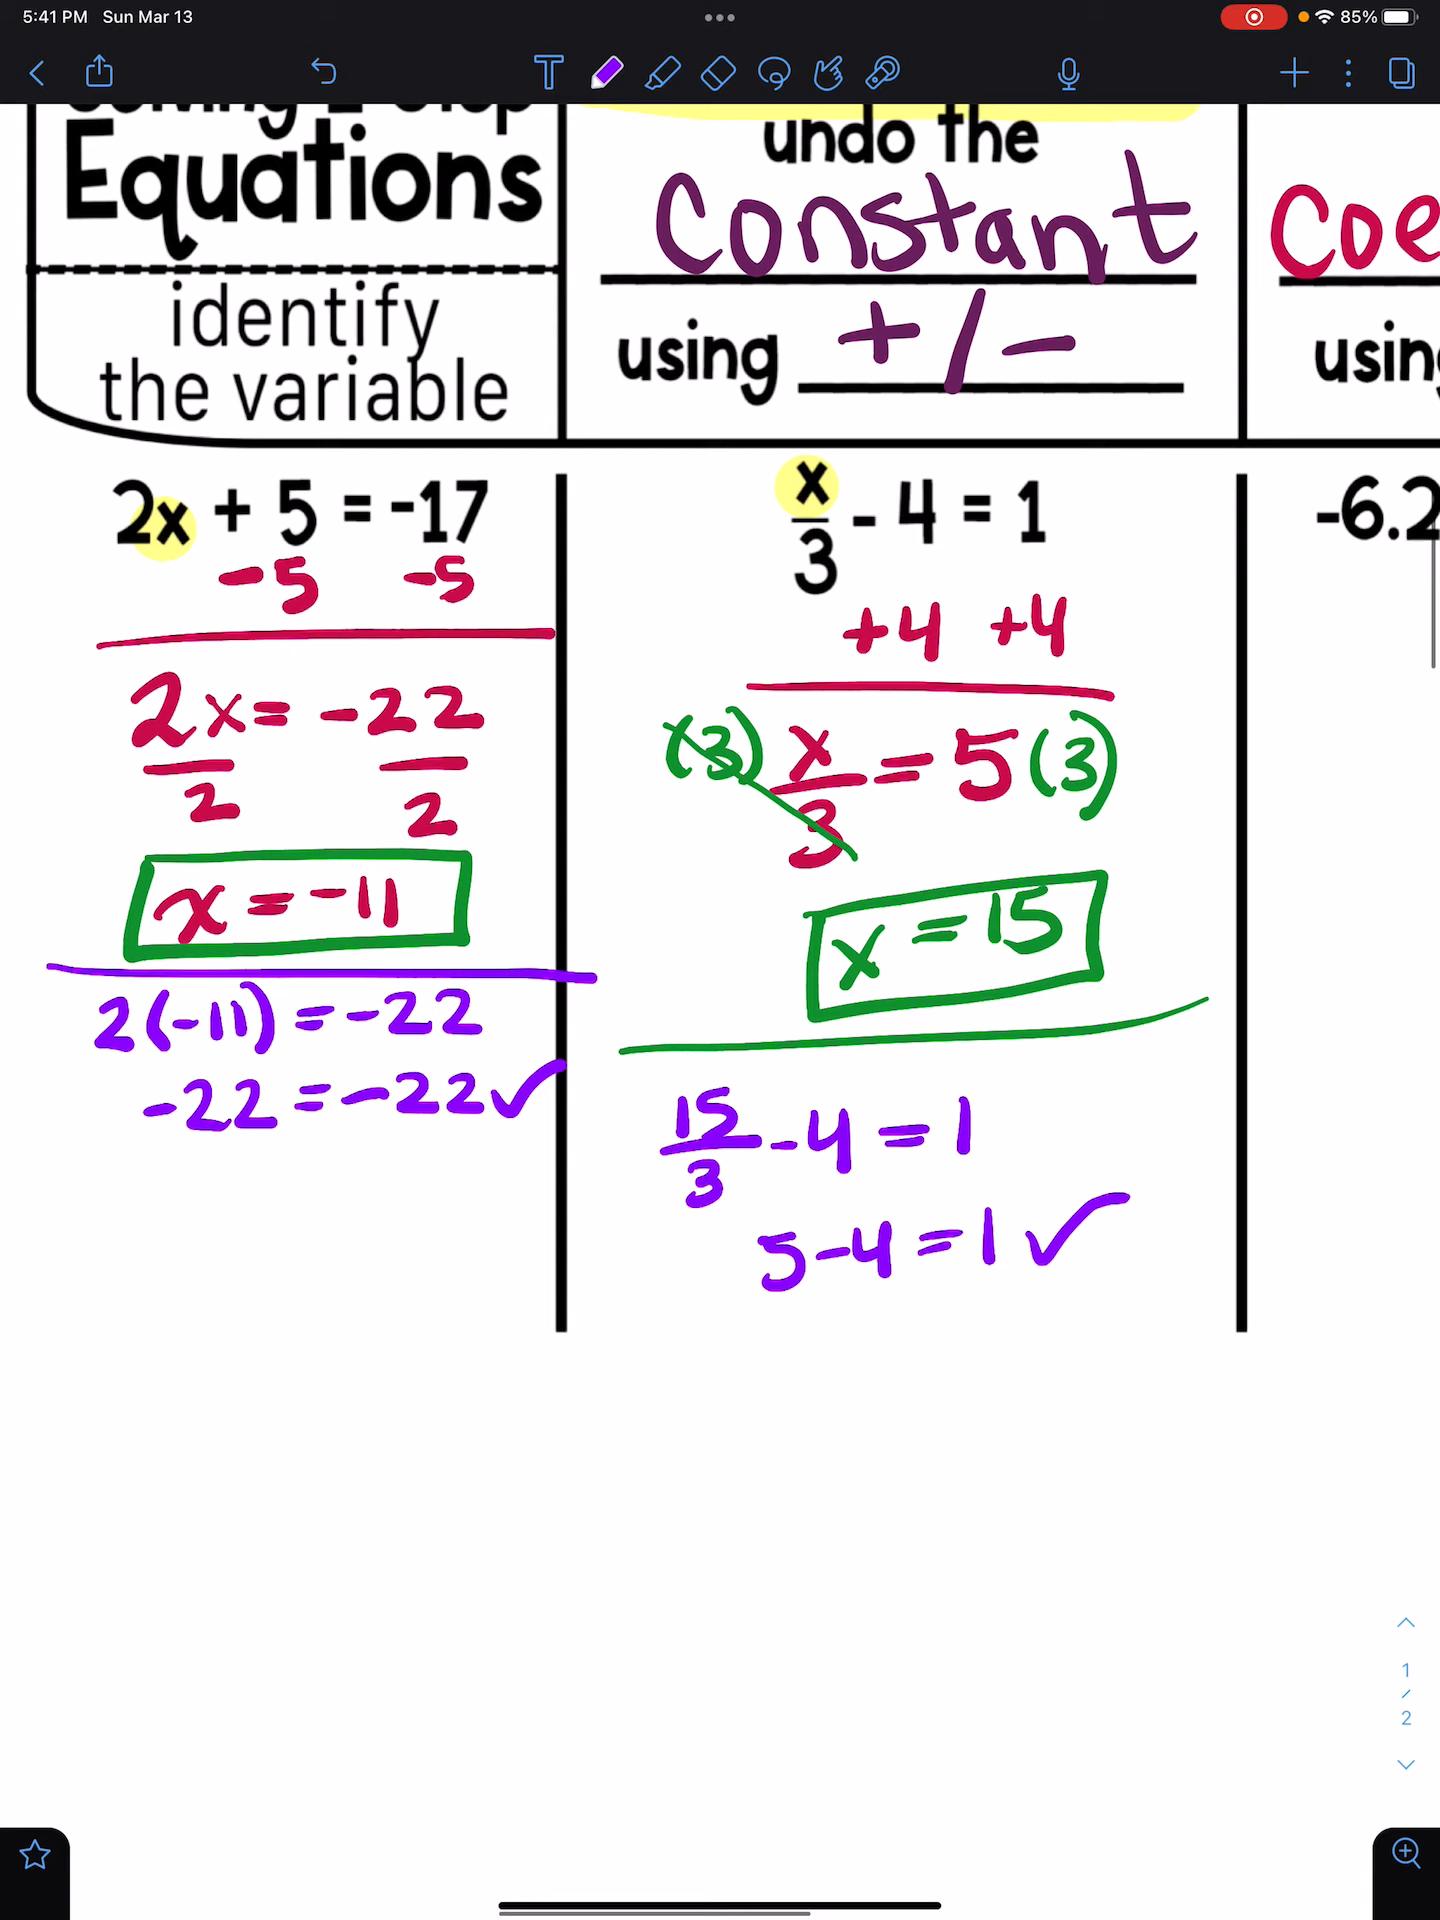 5:41 PM Sun Mar 13
85%
Equations
identify
the variable
undo the
Constant
using + / -
Coe
using
2x + 5 = -17
-5 -5
2x = -22
2 2
x = -11
2(-11) = -22
-22 = -22 ✓
x
3
- 4 = 1
+4 +4
(3) x/3 = 5(3)
x = 15
15/3 - 4 = 1
5 - 4 = 1 ✓
-6.2
1
/
2